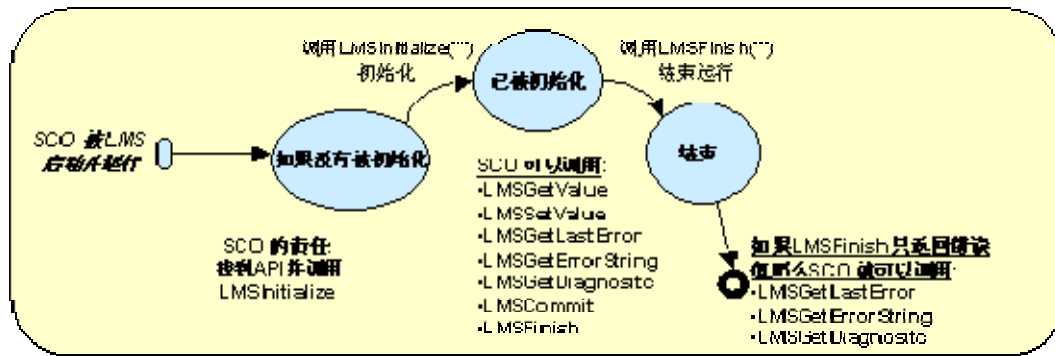 调用LMSInitialize("")
初始化
调用LMSFinish("")
结束运行
已被初始化
SCO 被LMS
启动并运行
如果没有被初始化
结束
SCO 的责任:
找到API 并调用
LMSInitialize
SCO 可以调用:
•LMSGetValue
•LMSSetValue
•LMSGetLastError
•LMSGetErrorString
•LMSGetDiagnostc
•LMSCommit
•LMSFinish
如果LMSFinish 只返回错误
值那么SCO 就可以调用:
•LMSGetLastError
•LMSGetErrorString
•LMSGetDiagnostc